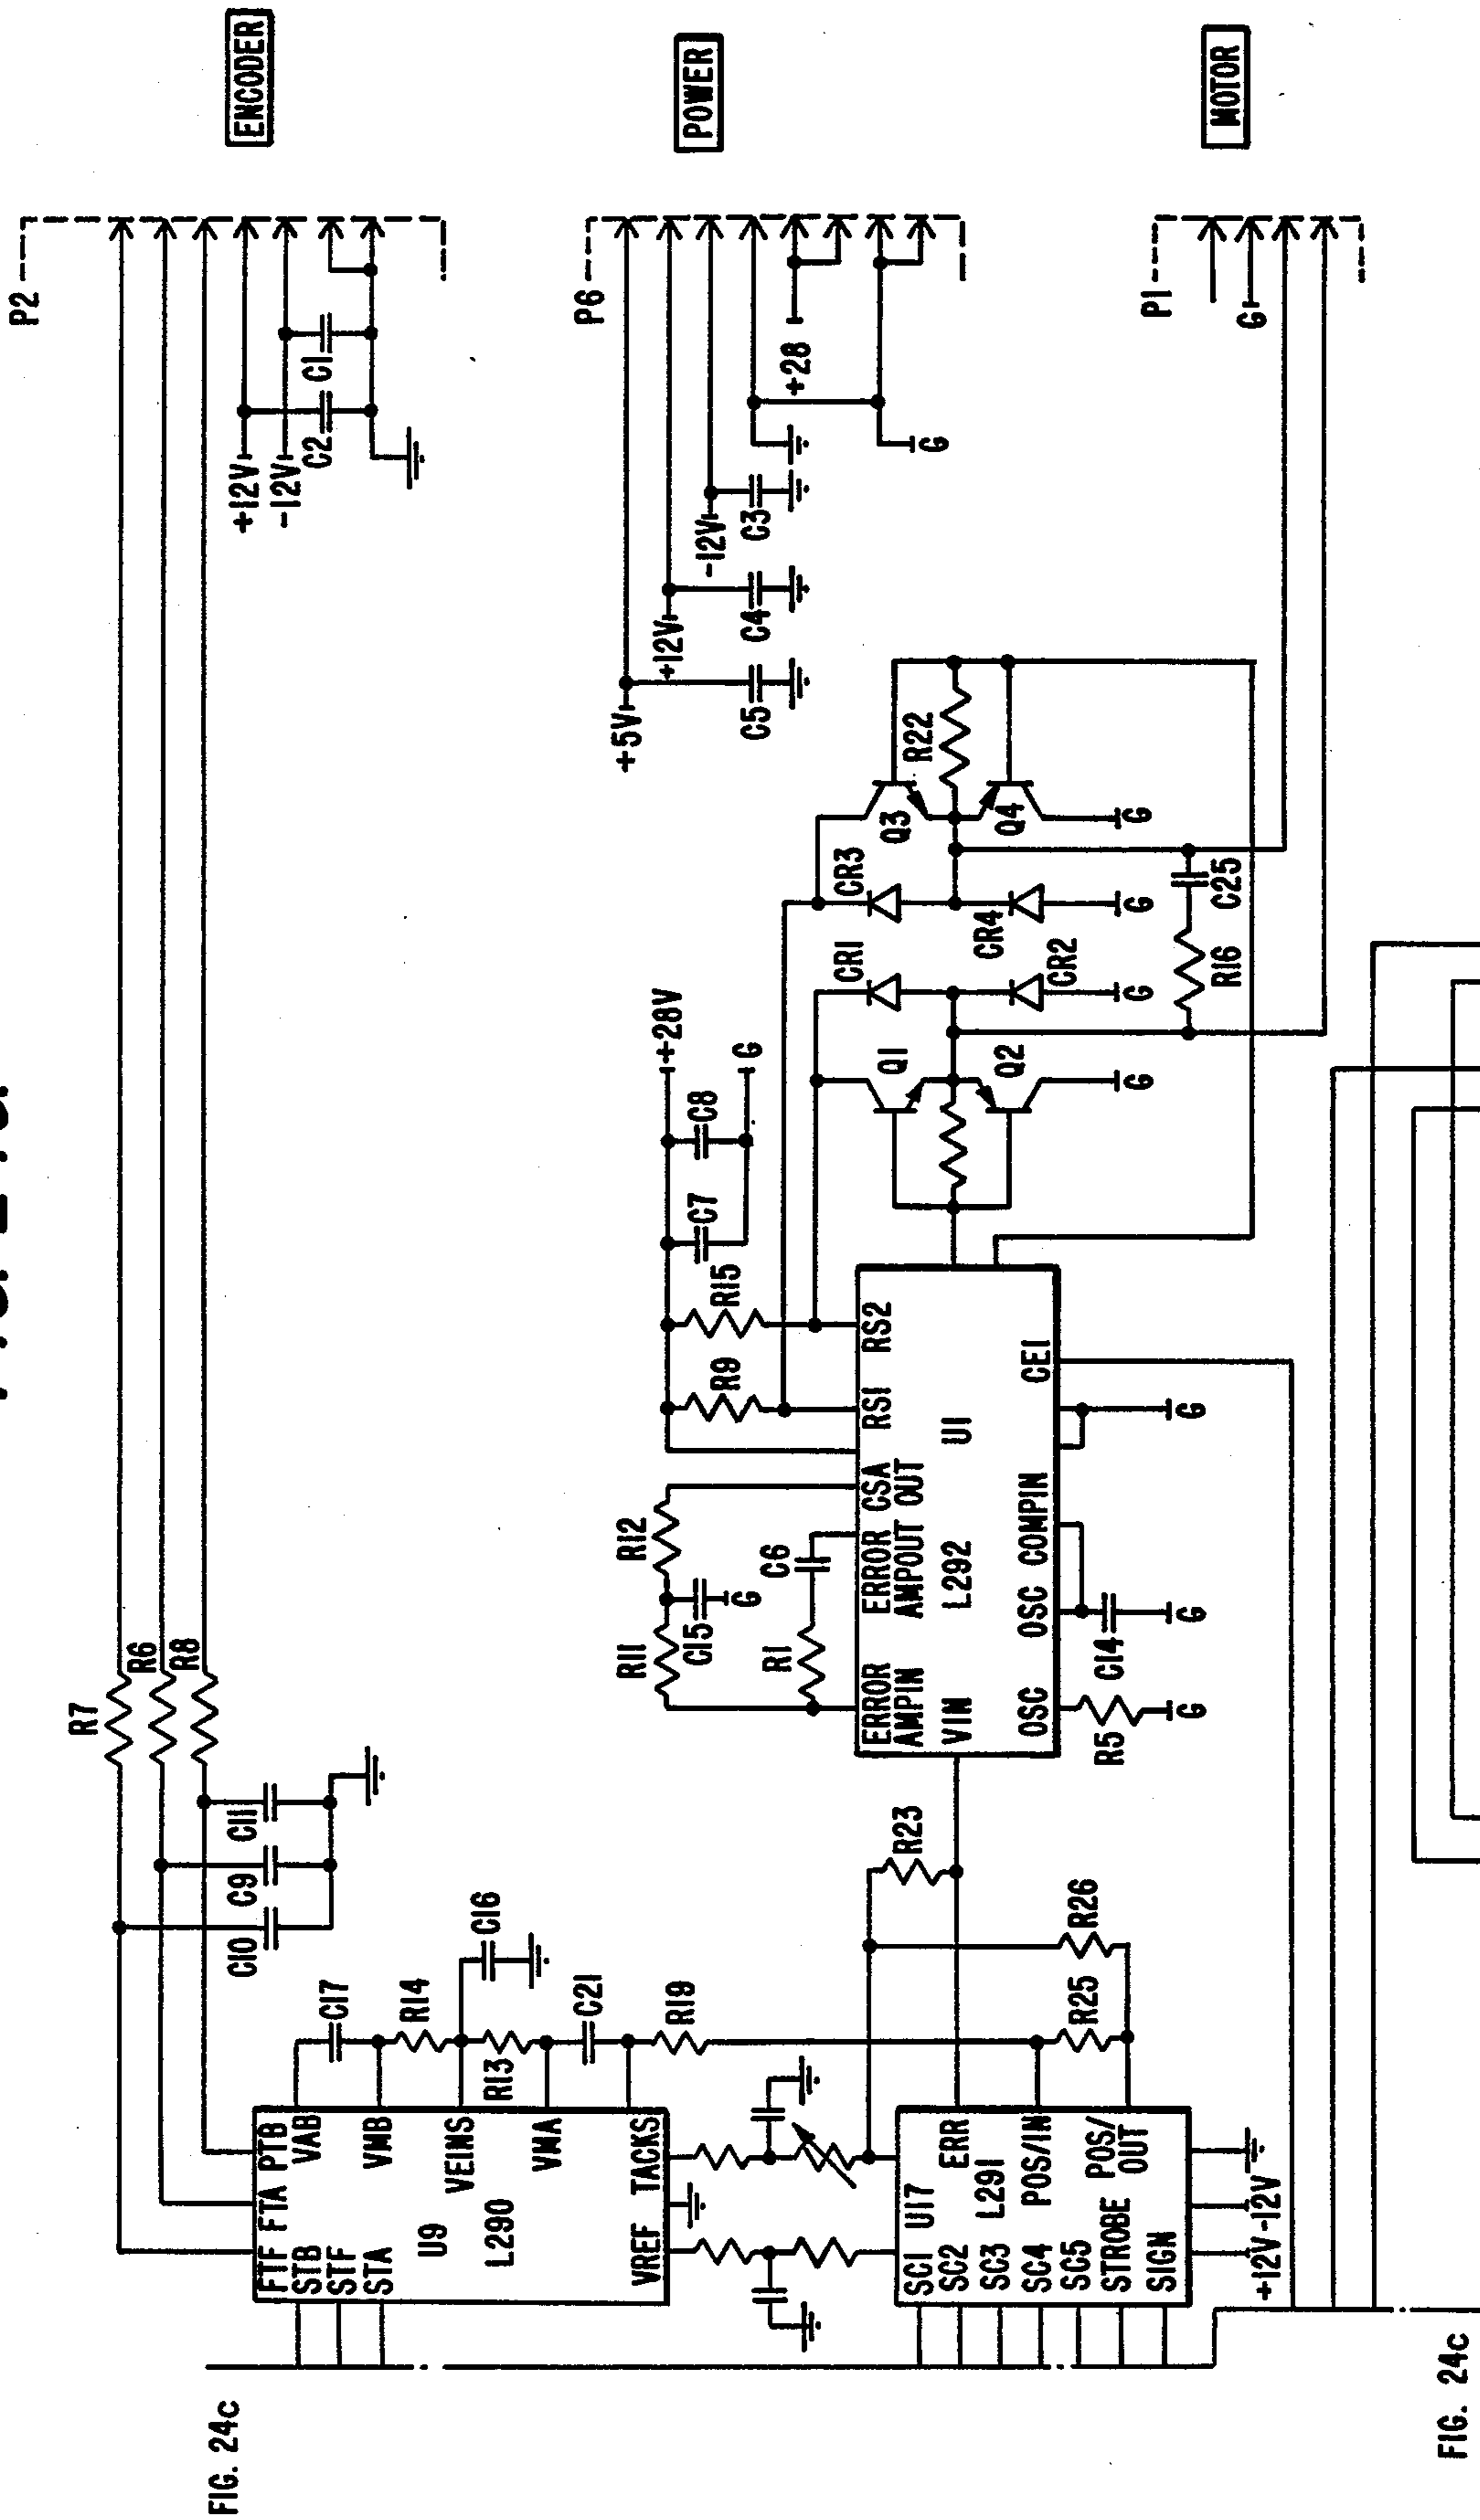 P2
ENCODER
R7
R6
R8
+12V
-12V
C2
C1
C10
C9
C11
P6
POWER
+5V
+12V
-12V
C5
C4
C3
+28
G
FIG. 24c
FTF FTA PTB
STB
STF
STA
VAB
VMB
VEINS
VMA
U9
L290
VREF TACKS
C17
R14
C16
R13
C21
R19
R11
R12
C15
G
R1
C6
R9
R15
C7
C8
+28V
G
ERROR AMPIN
ERROR AMPOUT
CSA OUT
RS1
RS2
VIN
L292
U1
OSC
OSC
COMPIN
CE1
R5
G
C14
G
G
R23
SC1
SC2
SC3
SC4
SC5
STROBE
SIGN
U17
L291
ERR
POS/IN
POS/
OUT
R25
R26
+12V
-12V
Q1
Q2
G
CR1
CR2
G
CR3
CR4
G
Q3
Q4
G
R22
R16
C25
P1
G
MOTOR
FIG. 24c